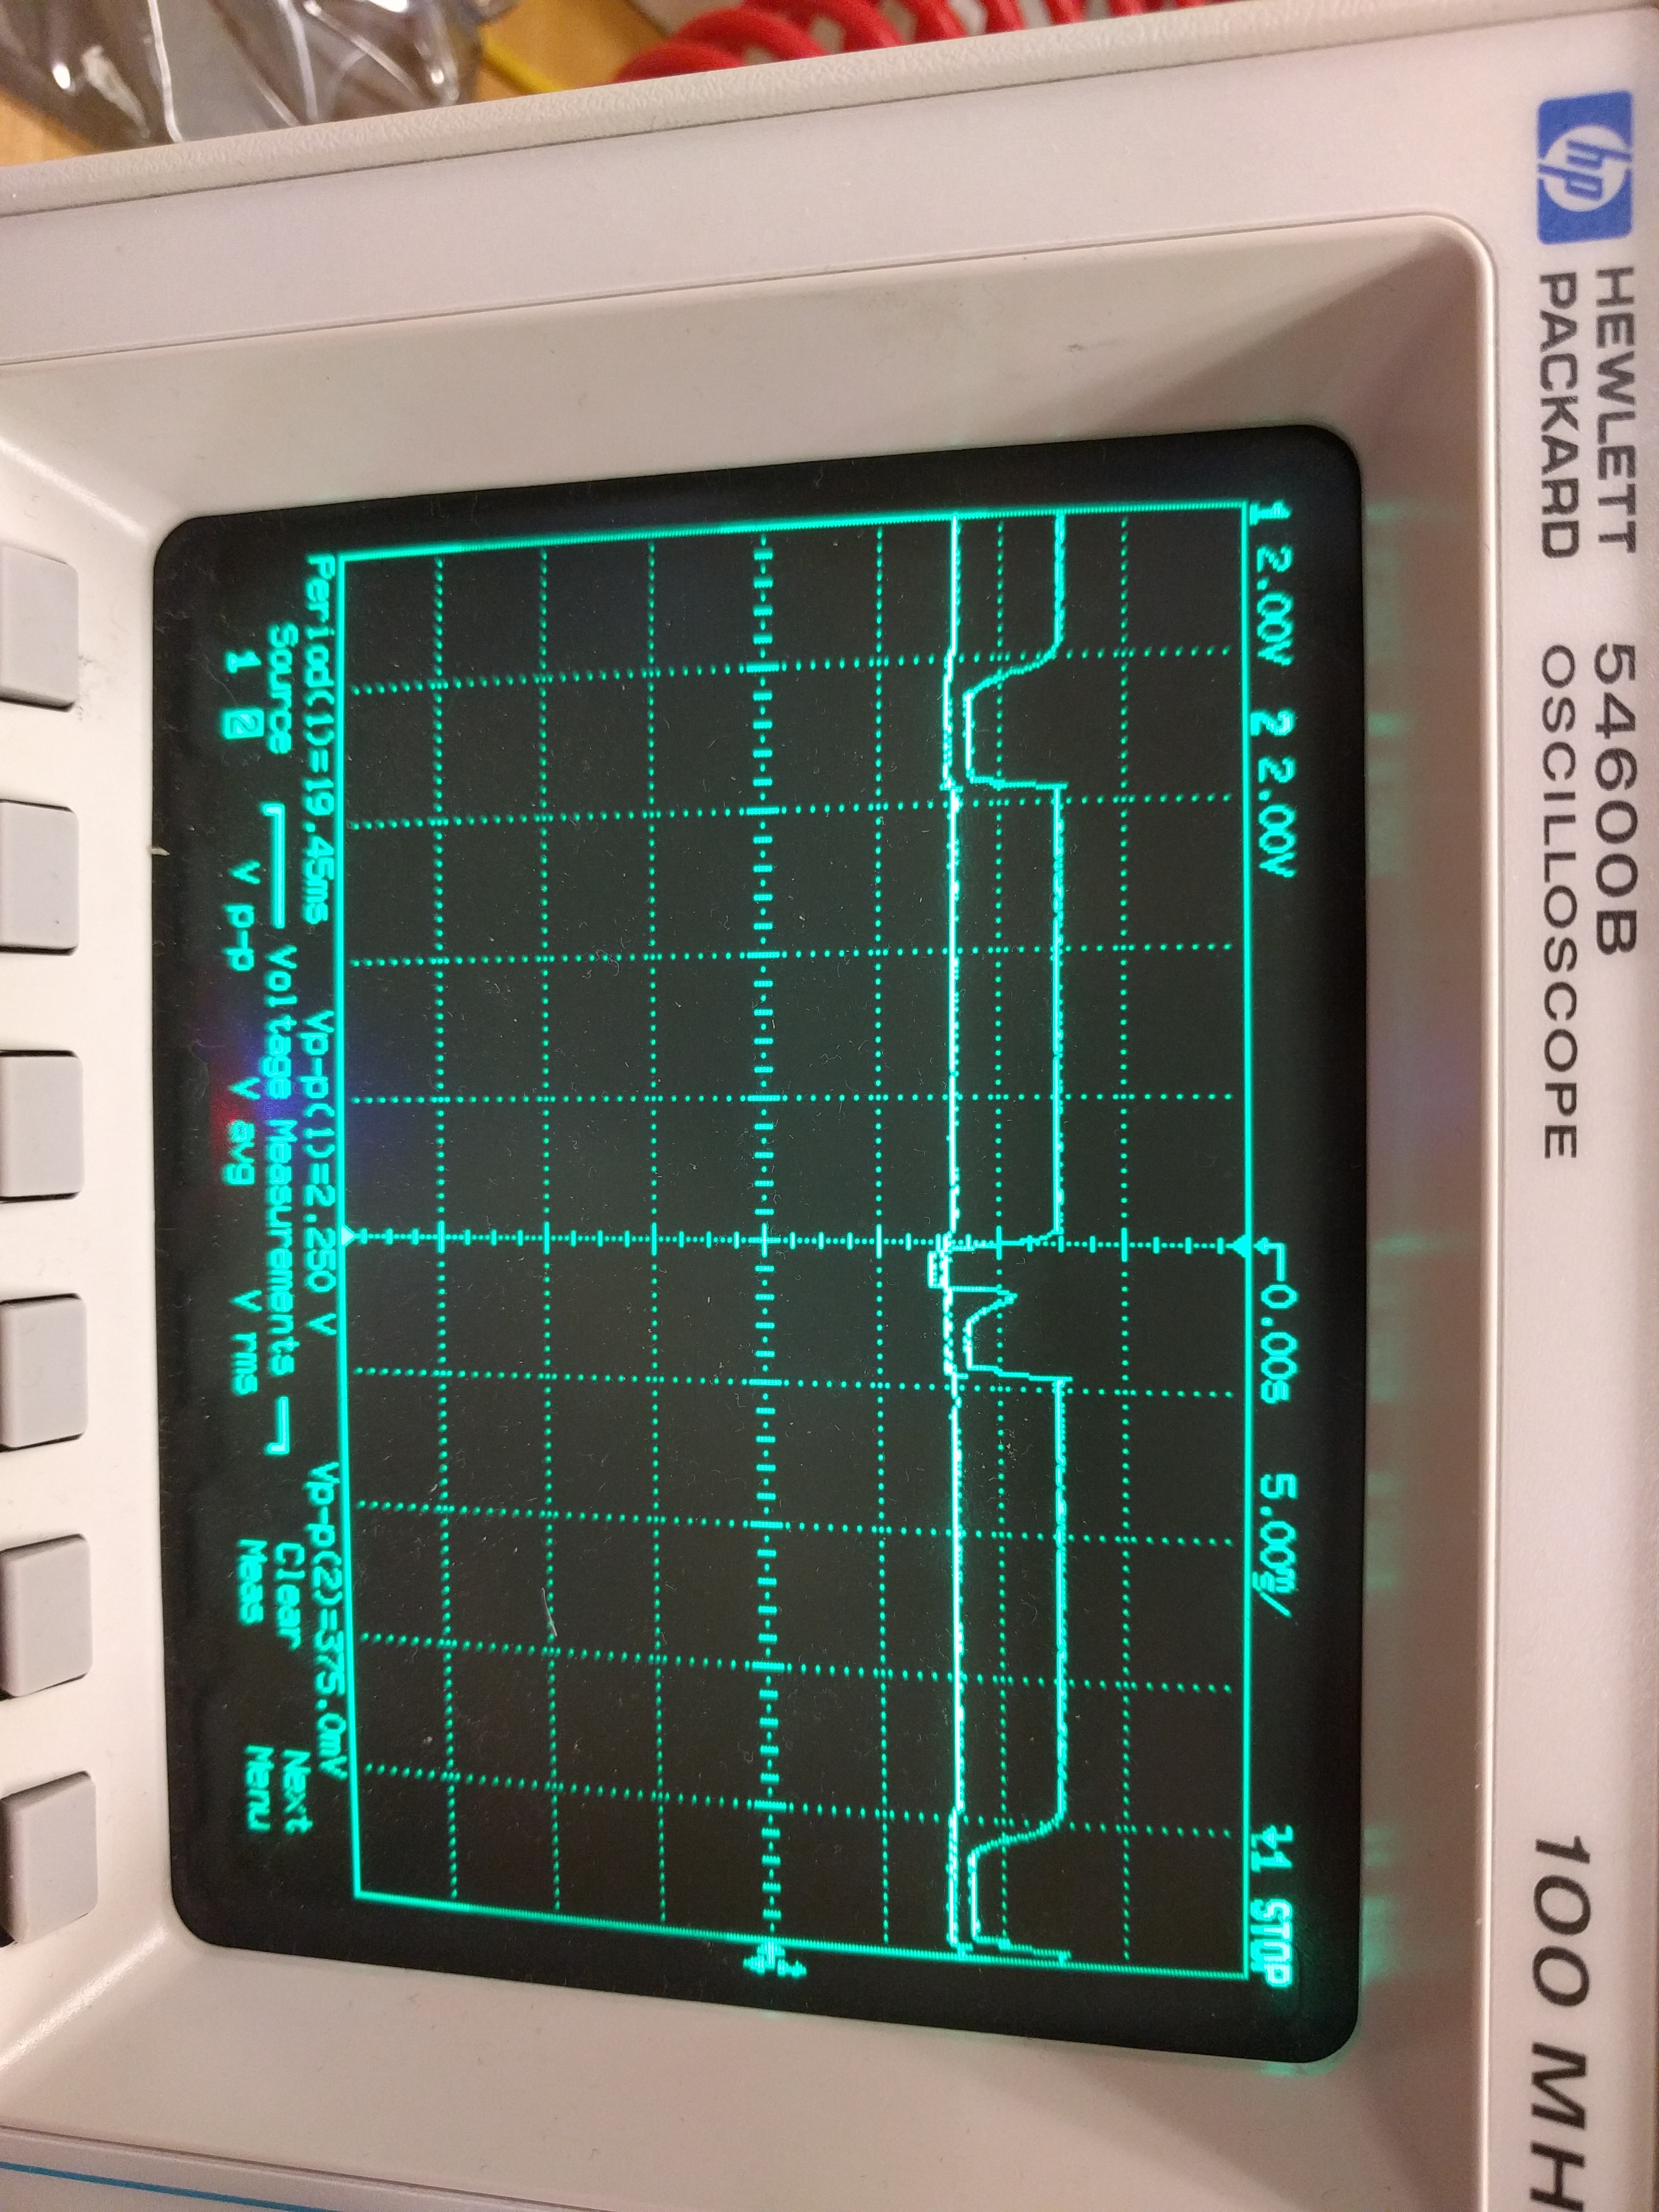 hp HEWLETT PACKARD
54600B OSCILLOSCOPE
100 MH
1 2.00V 2 2.00V 0.00s 5.00ms/ 1 STOP
Period(1)=19.45ms Vp-p(1)=2.250 V Vp-p(2)=375.0mV
Source Voltage Measurements Clear Next
1 2 V p-p V avg V rms Meas Menu